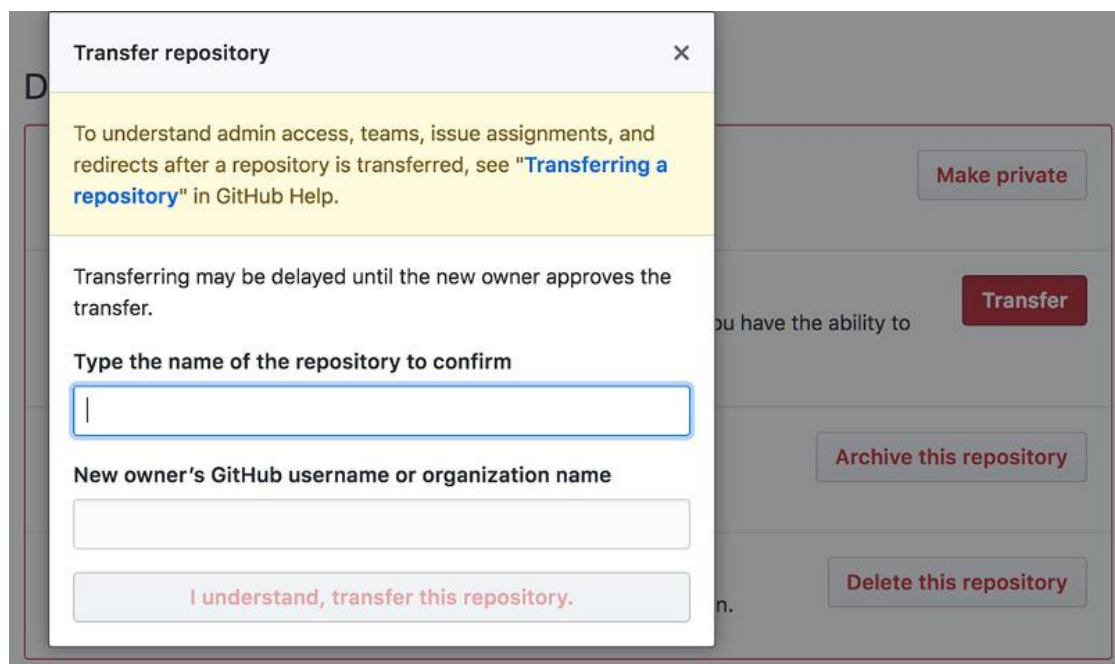 Transfer repository
×
D
To understand admin access, teams, issue assignments, and
redirects after a repository is transferred, see "Transferring a
repository" in GitHub Help.
Make private
Transferring may be delayed until the new owner approves the
transfer.
Transfer
ou have the ability to
Type the name of the repository to confirm
Archive this repository
New owner's GitHub username or organization name
Delete this repository
I understand, transfer this repository.
n.